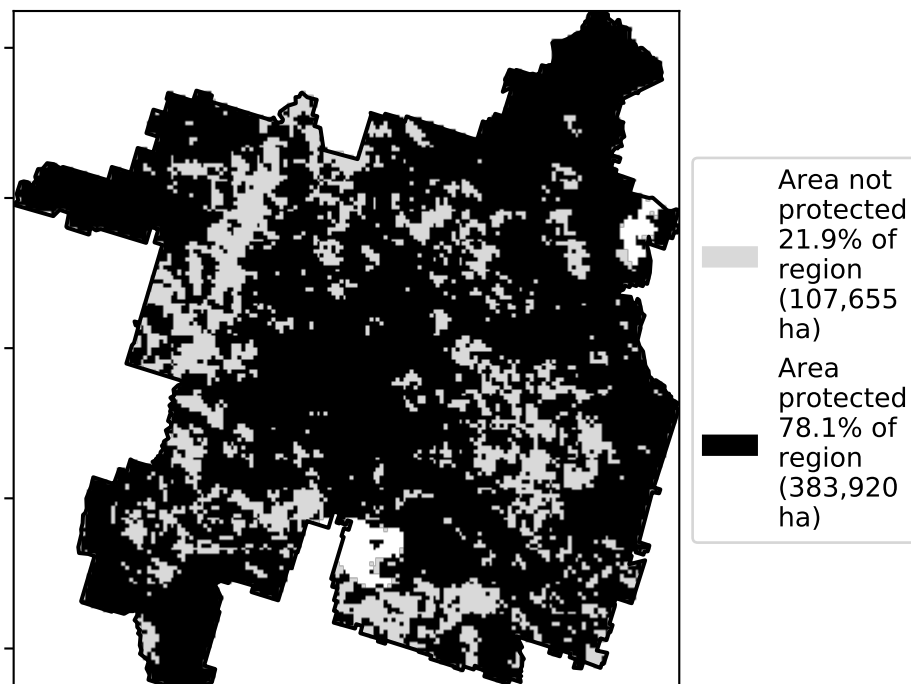 Area not
protected
21.9% of
region
(107,655
ha)
Area
protected
78.1% of
region
(383,920
ha)